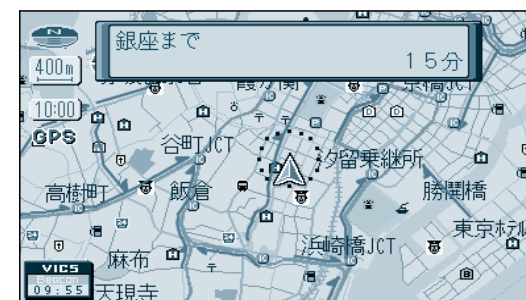 N
銀座まで
15分
400m
霞が関
京橋JCT
10:00
GPS
谷町JCT
汐留乗継所
高樹町
飯倉
勝鬨橋
浜崎橋JCT
東京ホテル
麻布
VICS
Beacon
09:55
天現寺